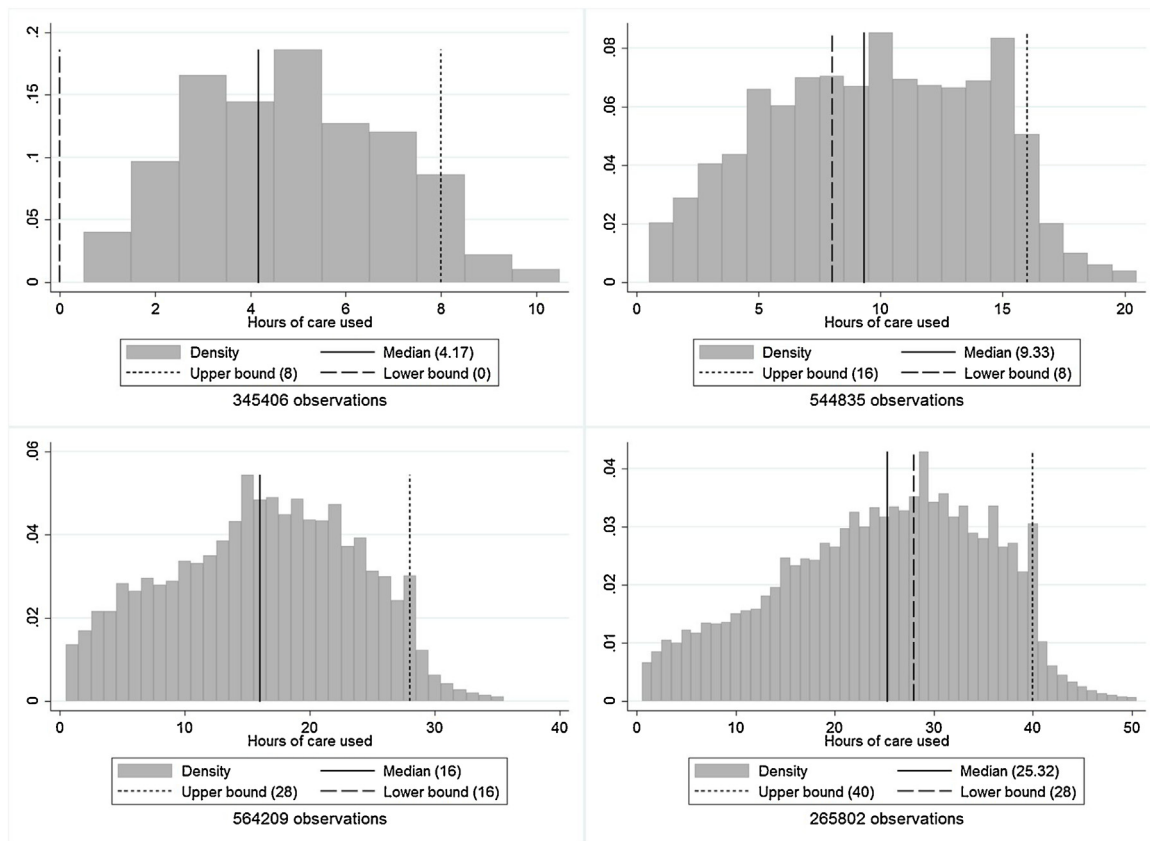 .2
.15
.1
.05
0
0 2 4 6 8 10
Hours of care used
Density Median (4.17)
Upper bound (8) Lower bound (0)
345406 observations
.08
.06
.04
.02
0
0 5 10 15 20
Hours of care used
Density Median (9.33)
Upper bound (16) Lower bound (8)
544835 observations
.06
.04
.02
0
0 10 20 30 40
Hours of care used
Density Median (16)
Upper bound (28) Lower bound (16)
564209 observations
.04
.03
.02
.01
0
0 10 20 30 40 50
Hours of care used
Density Median (25.32)
Upper bound (40) Lower bound (28)
265802 observations